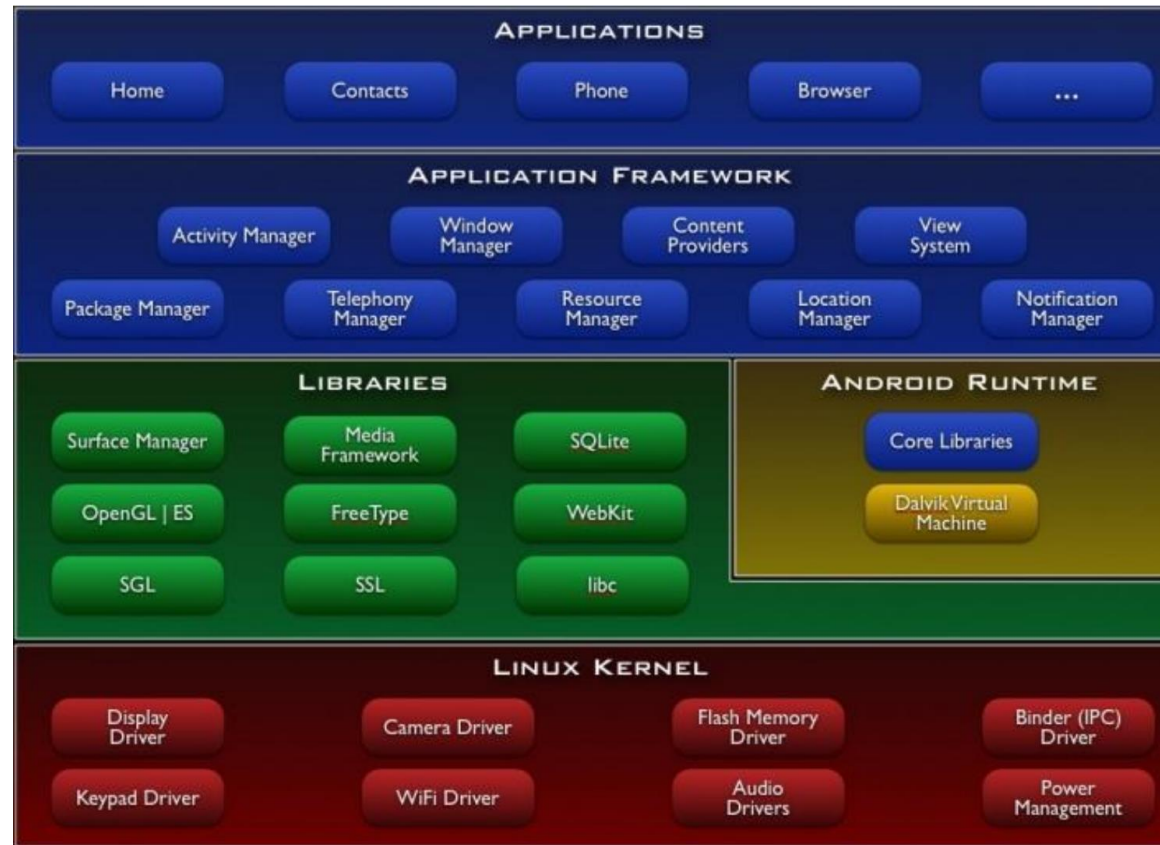 APPLICATIONS
Home Contacts Phone Browser ...
APPLICATION FRAMEWORK
Activity Manager Window Manager Content Providers View System
Package Manager Telephony Manager Resource Manager Location Manager Notification Manager
LIBRARIES
Surface Manager Media Framework SQLite
OpenGL | ES FreeType WebKit
SGL SSL libc
ANDROID RUNTIME
Core Libraries
Dalvik Virtual Machine
LINUX KERNEL
Display Driver Camera Driver Flash Memory Driver Binder (IPC) Driver
Keypad Driver WiFi Driver Audio Drivers Power Management